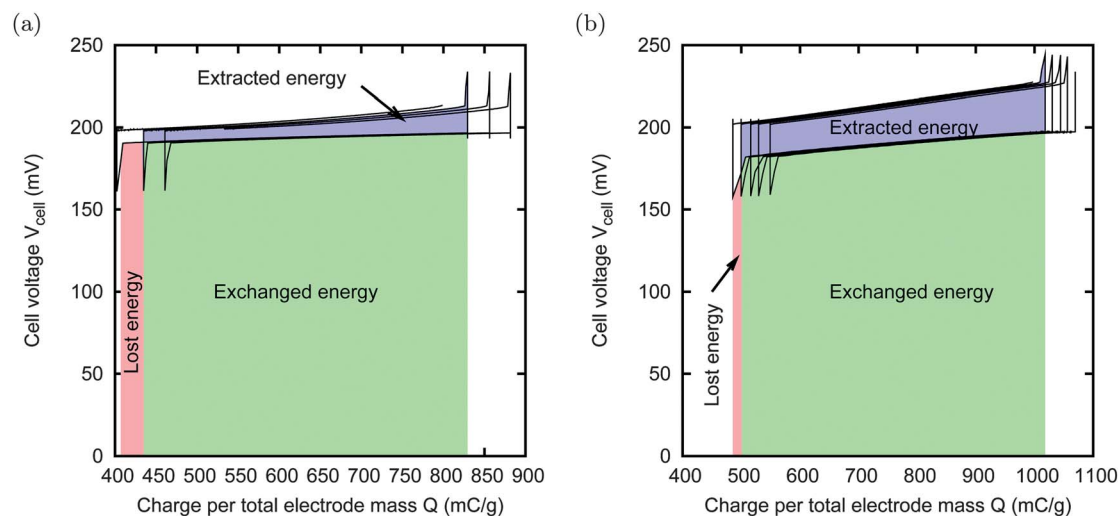 (a)
250
200
150
100
50
0
Cell voltage V_cell (mV)
Extracted energy
Lost energy
Exchanged energy
400 450 500 550 600 650 700 750 800 850 900
Charge per total electrode mass Q (mC/g)
(b)
250
200
150
100
50
0
Cell voltage V_cell (mV)
Extracted energy
Lost energy
Exchanged energy
400 500 600 700 800 900 1000 1100
Charge per total electrode mass Q (mC/g)